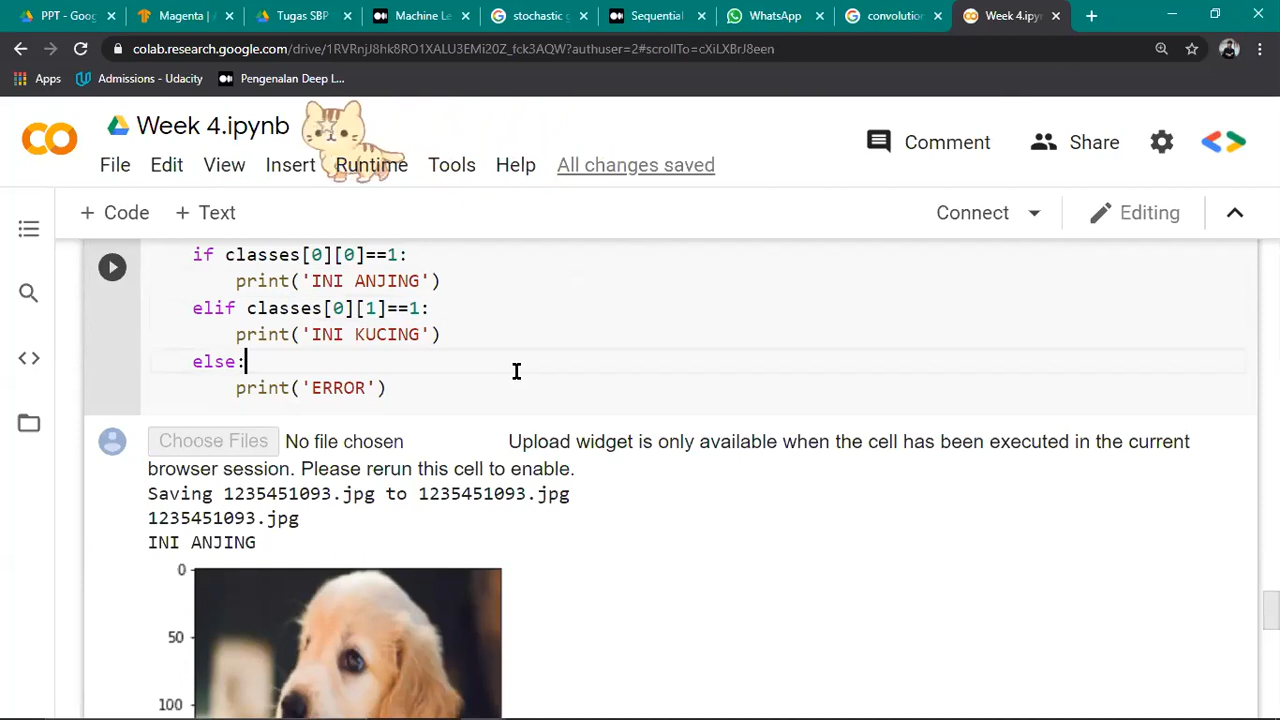 PPT - Goog
Magenta | A
Tugas SBP
Machine Le
stochastic g
Sequential
WhatsApp
convolution
Week 4.ipyn
colab.research.google.com/drive/1RVRnjJ8hk8RO1XALU3EMi20Z_fck3AQW?authuser=2#scrollTo=cXiLXBrJ8een
Apps
Admissions - Udacity
Pengenalan Deep L...
Week 4.ipynb
File Edit View Insert Runtime Tools Help All changes saved
Comment
Share
+ Code + Text
Connect
Editing
if classes[0][0]==1:
print('INI ANJING')
elif classes[0][1]==1:
print('INI KUCING')
else:
print('ERROR')
Choose Files No file chosen Upload widget is only available when the cell has been executed in the current
browser session. Please rerun this cell to enable.
Saving 1235451093.jpg to 1235451093.jpg
1235451093.jpg
INI ANJING
0
50
100